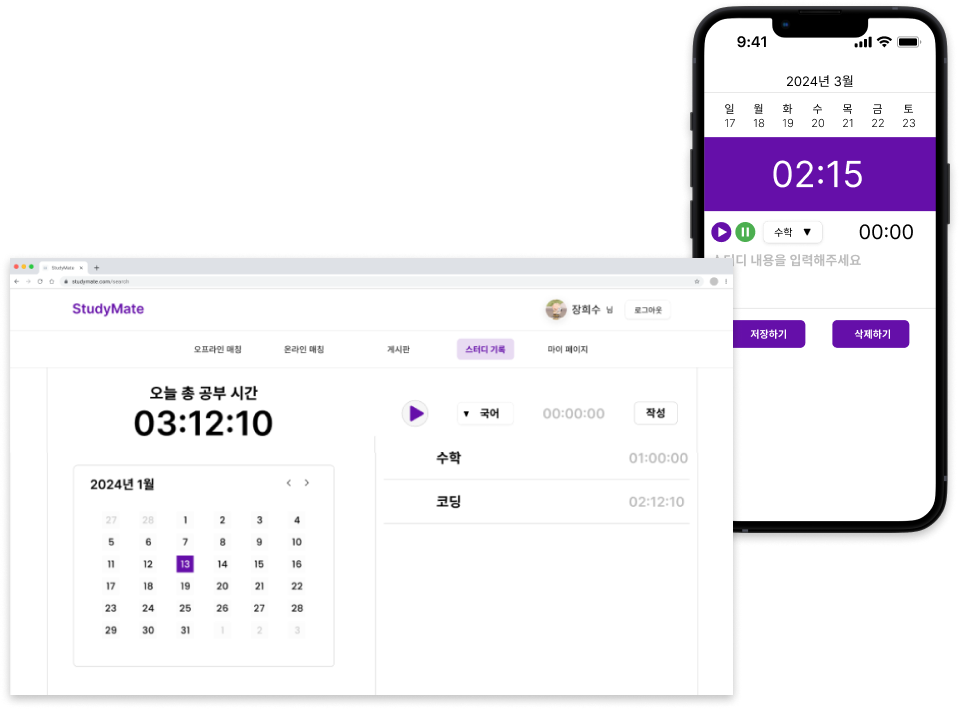 9:41
2024년 3월
일 월 화 수 목 금 토
17 18 19 20 21 22 23
02:15
수학 ▼ 00:00
스터디 내용을 입력해주세요
저장하기 삭제하기
StudyMate
studymate.com/search
StudyMate
장희수 님 로그아웃
오프라인 매칭 온라인 매칭 게시판 스터디 기록 마이 페이지
오늘 총 공부 시간
03:12:10
▼ 국어 00:00:00 작성
수학 01:00:00
코딩 02:12:10
2024년 1월
27 28 1 2 3 4
5 6 7 8 9 10
11 12 13 14 15 16
17 18 19 20 21 22
23 24 25 26 27 28
29 30 31 1 2 3